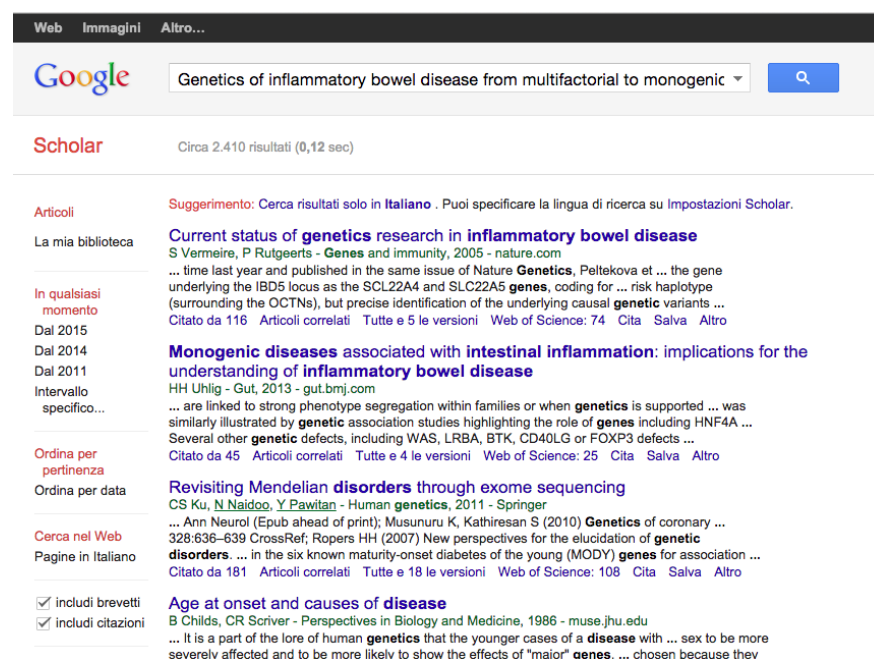 Web Immagini Altro...
Google
Genetics of inflammatory bowel disease from multifactorial to monogenic
Scholar
Circa 2.410 risultati (0,12 sec)
Articoli
La mia biblioteca
In qualsiasi
momento
Dal 2015
Dal 2014
Dal 2011
Intervallo
specifico...
Ordina per
pertinenza
Ordina per data
Cerca nel Web
Pagine in Italiano
includi brevetti
includi citazioni
Suggerimento: Cerca risultati solo in Italiano . Puoi specificare la lingua di ricerca su Impostazioni Scholar.
Current status of genetics research in inflammatory bowel disease
S Vermeire, P Rutgeerts - Genes and immunity, 2005 - nature.com
... time last year and published in the same issue of Nature Genetics, Peltekova et ... the gene
underlying the IBD5 locus as the SCL22A4 and SLC22A5 genes, coding for ... risk haplotype
(surrounding the OCTNs), but precise identification of the underlying causal genetic variants ...
Citato da 116 Articoli correlati Tutte e 5 le versioni Web of Science: 74 Cita Salva Altro
Monogenic diseases associated with intestinal inflammation: implications for the
understanding of inflammatory bowel disease
HH Uhlig - Gut, 2013 - gut.bmj.com
... are linked to strong phenotype segregation within families or when genetics is supported ... was
similarly illustrated by genetic association studies highlighting the role of genes including HNF4A ...
Several other genetic defects, including WAS, LRBA, BTK, CD40LG or FOXP3 defects ...
Citato da 45 Articoli correlati Tutte e 4 le versioni Web of Science: 25 Cita Salva Altro
Revisiting Mendelian disorders through exome sequencing
CS Ku, N Naidoo, Y Pawitan - Human genetics, 2011 - Springer
... Ann Neurol (Epub ahead of print); Musunuru K, Kathiresan S (2010) Genetics of coronary ...
328:636–639 CrossRef; Ropers HH (2007) New perspectives for the elucidation of genetic
disorders. ... in the six known maturity-onset diabetes of the young (MODY) genes for association ...
Citato da 181 Articoli correlati Tutte e 18 le versioni Web of Science: 108 Cita Salva Altro
Age at onset and causes of disease
B Childs, CR Scriver - Perspectives in Biology and Medicine, 1986 - muse.jhu.edu
... It is a part of the lore of human genetics that the younger cases of a disease with ... sex to be more
severely affected and to be more likely to show the effects of "major" genes. ... chosen because they